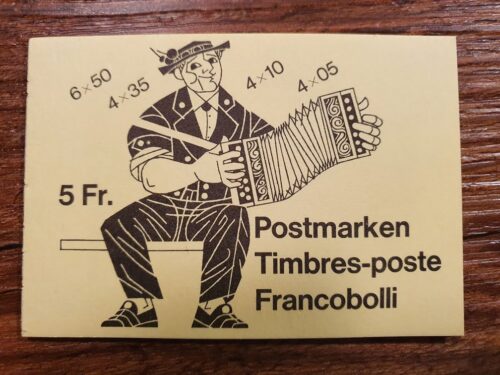 6×50
4×35
4×10
4×05
5 Fr.
Postmarken
Timbres-poste
Francobolli